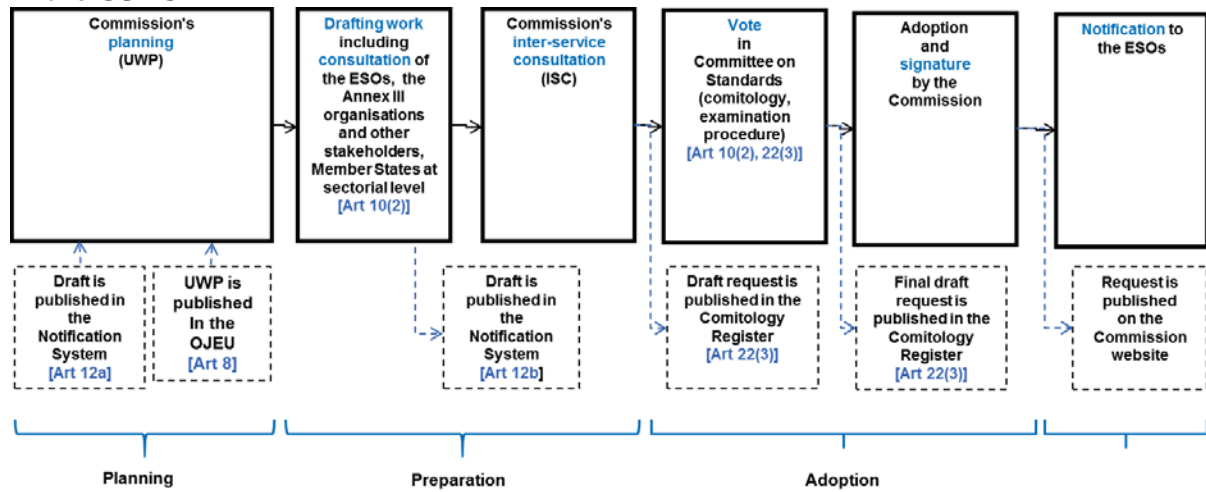 Commission's
planning
(UWP)
Drafting work
including
consultation of
the ESOs, the
Annex III
organisations
and other
stakeholders,
Member States at
sectorial level
[Art 10(2)]
Commission's
inter-service
consultation
(ISC)
Vote
in
Committee on
Standards
(comitology,
examination
procedure)
[Art 10(2), 22(3)]
Adoption
and
signature
by the
Commission
Notification to
the ESOs
Draft is
published in
the
Notification
System
[Art 12a]
UWP is
published
In the
OJEU
[Art 8]
Draft is
published in
the
Notification
System
[Art 12b]
Draft request is
published in the
Comitology
Register
[Art 22(3)]
Final draft
request is
published in the
Comitology
Register
[Art 22(3)]
Request is
published
on the
Commission
website
Planning
Preparation
Adoption